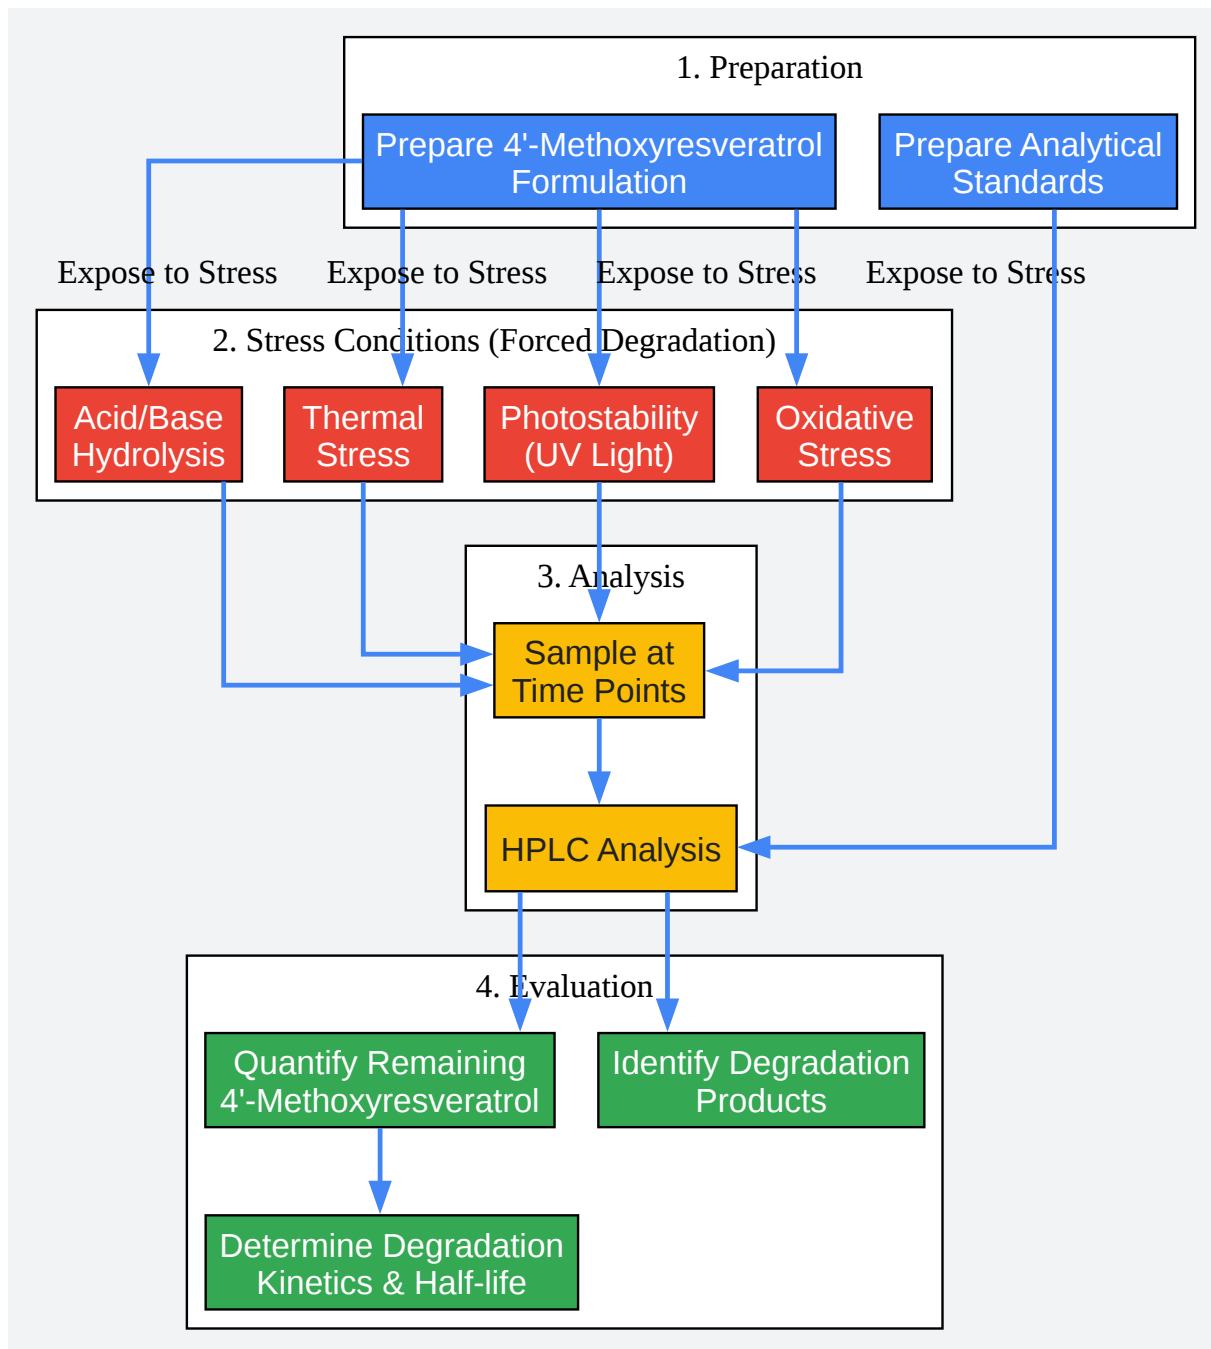 1. Preparation
Prepare 4'-Methoxyresveratrol
Formulation
Prepare Analytical
Standards
Expose to Stress
Expose to Stress
Expose to Stress
Expose to Stress
2. Stress Conditions (Forced Degradation)
Acid/Base
Hydrolysis
Thermal
Stress
Photostability
(UV Light)
Oxidative
Stress
3. Analysis
Sample at
Time Points
HPLC Analysis
4. Evaluation
Quantify Remaining
4'-Methoxyresveratrol
Identify Degradation
Products
Determine Degradation
Kinetics & Half-life